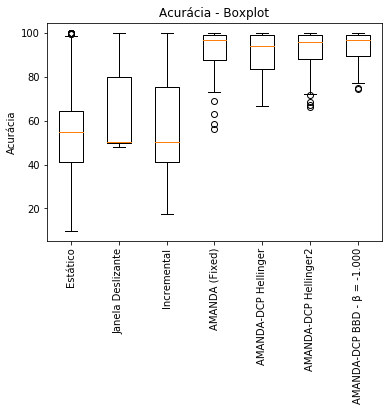 Acurácia - Boxplot
Acurácia
100
80
60
40
20
Estático
Janela Deslizante
Incremental
AMANDA (Fixed)
AMANDA-DCP Hellinger
AMANDA-DCP Hellinger2
AMANDA-DCP BBD - β = -1.000